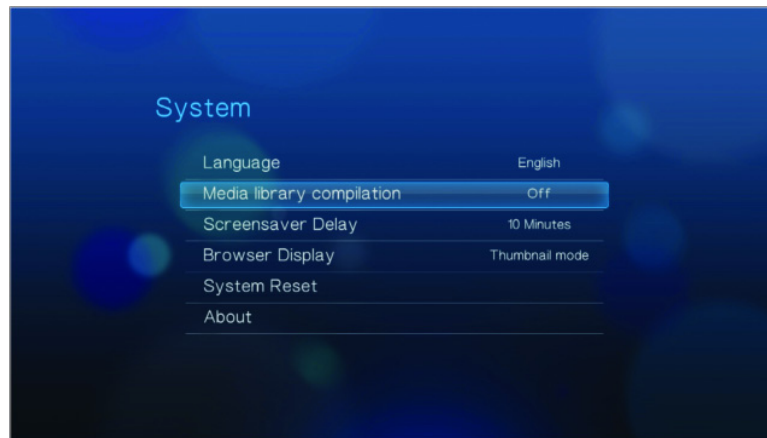 System
Language English
Media library compilation Off
Screensaver Delay 10 Minutes
Browser Display Thumbnail mode
System Reset
About